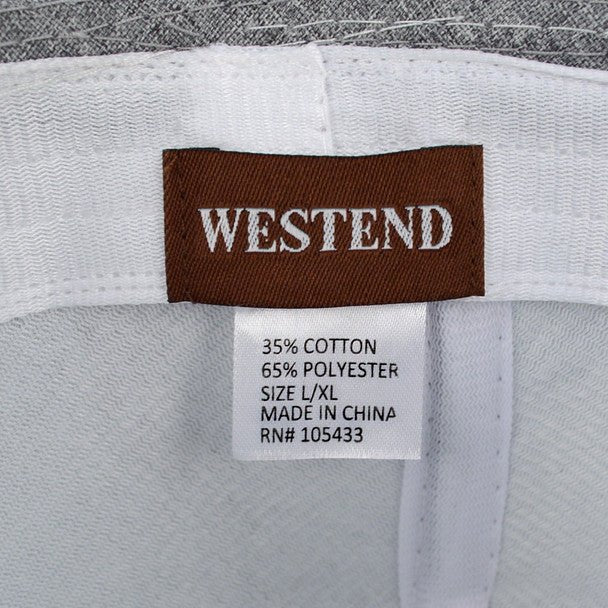 WESTEND
35% COTTON
65% POLYESTER
SIZE L/XL
MADE IN CHINA
RN# 105433